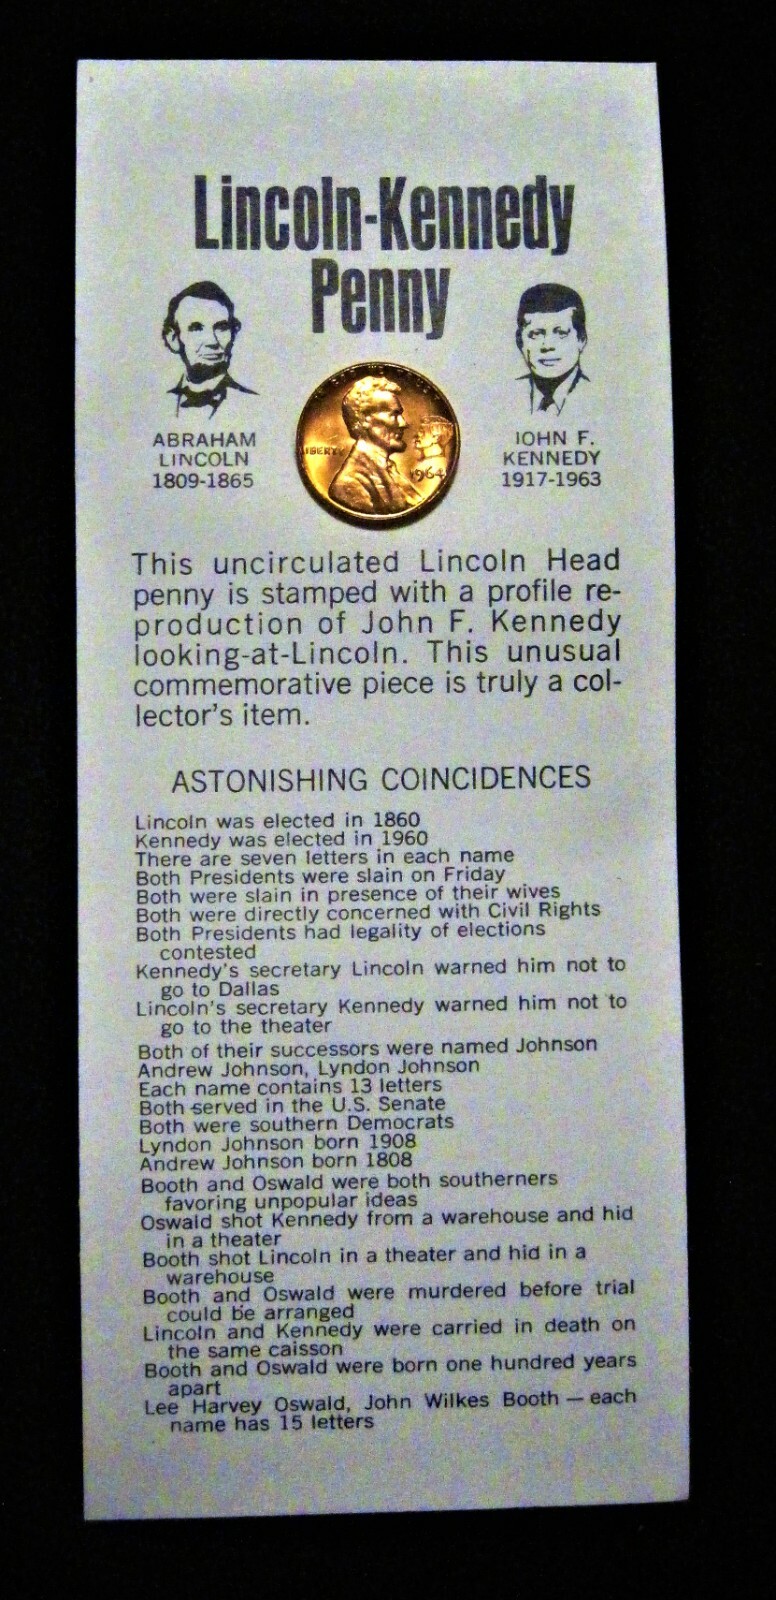 Lincoln-Kennedy
Penny
ABRAHAM
LINCOLN
1809-1865
LIBERTY
1964
JOHN F.
KENNEDY
1917-1963
This uncirculated Lincoln Head
penny is stamped with a profile re-
production of John F. Kennedy
looking-at-Lincoln. This unusual
commemorative piece is truly a col-
lector's item.
ASTONISHING COINCIDENCES
Lincoln was elected in 1860
Kennedy was elected in 1960
There are seven letters in each name
Both Presidents were slain on Friday
Both were slain in presence of their wives
Both were directly concerned with Civil Rights
Both Presidents had legality of elections
contested
Kennedy's secretary Lincoln warned him not to
go to Dallas
Lincoln's secretary Kennedy warned him not to
go to the theater
Both of their successors were named Johnson
Andrew Johnson, Lyndon Johnson
Each name contains 13 letters
Both served in the U.S. Senate
Both were southern Democrats
Lyndon Johnson born 1908
Andrew Johnson born 1808
Booth and Oswald were both southerners
favoring unpopular ideas
Oswald shot Kennedy from a warehouse and hid
in a theater
Booth shot Lincoln in a theater and hid in a
warehouse
Booth and Oswald were murdered before trial
could be arranged
Lincoln and Kennedy were carried in death on
the same caisson
Booth and Oswald were born one hundred years
apart
Lee Harvey Oswald, John Wilkes Booth — each
name has 15 letters